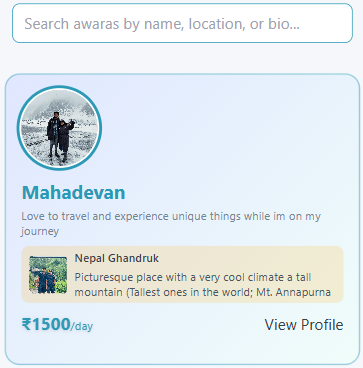 Search awaras by name, location, or bio...
Mahadevan
Love to travel and experience unique things while im on my
journey
Nepal Ghandruk
Picturesque place with a very cool climate a tall
mountain (Tallest ones in the world; Mt. Annapurna
₹1500/day
View Profile